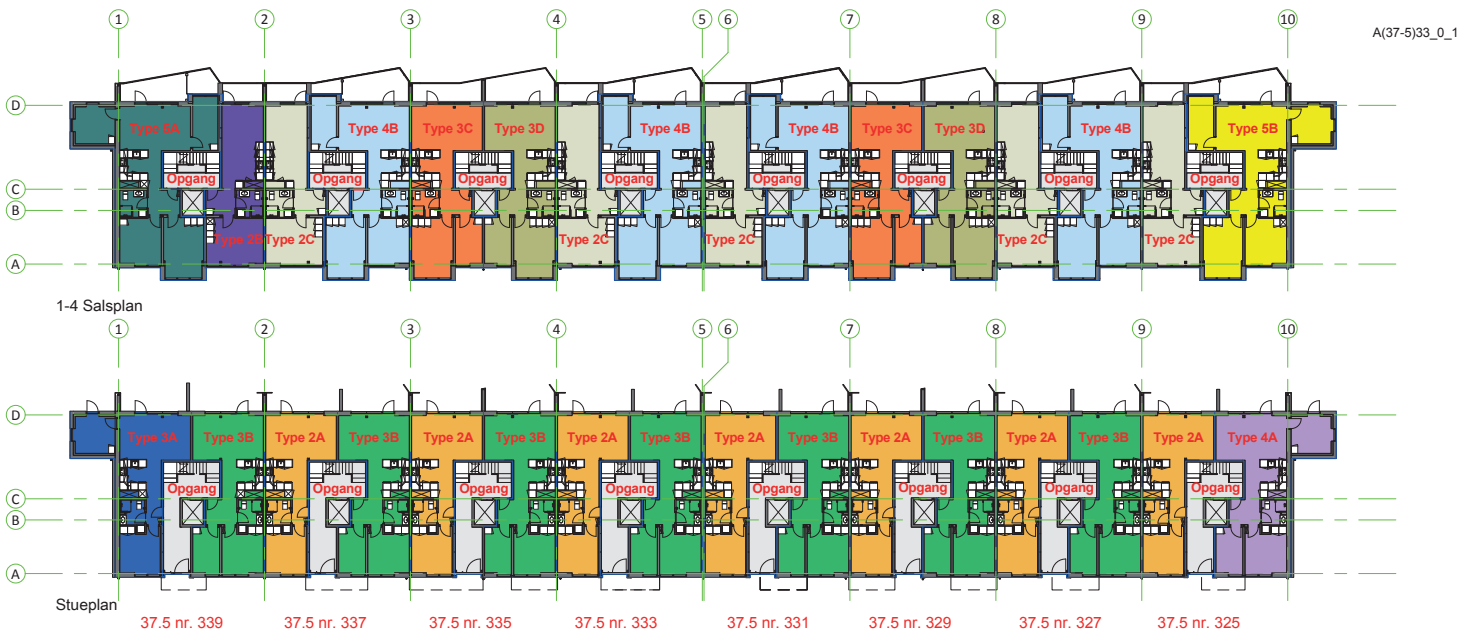 1 2 3 4 5 6 7 8 9 10
A(37-5)33_0_1
D
Type 5A Type 4B Type 3C Type 3D Type 4B Type 4B Type 3C Type 3D Type 4B Type 5B
Opgang Opgang Opgang Opgang Opgang Opgang Opgang Opgang
C
B
Type 2B Type 2C Type 2C Type 2C Type 2C Type 2C
A
1-4 Salsplan
1 2 3 4 5 6 7 8 9 10
D
Type 3A Type 3B Type 2A Type 3B Type 2A Type 3B Type 2A Type 3B Type 2A Type 3B Type 2A Type 3B Type 2A Type 3B Type 2A Type 4A
Opgang Opgang Opgang Opgang Opgang Opgang Opgang Opgang
C
B
A
Stueplan
37.5 nr. 339 37.5 nr. 337 37.5 nr. 335 37.5 nr. 333 37.5 nr. 331 37.5 nr. 329 37.5 nr. 327 37.5 nr. 325